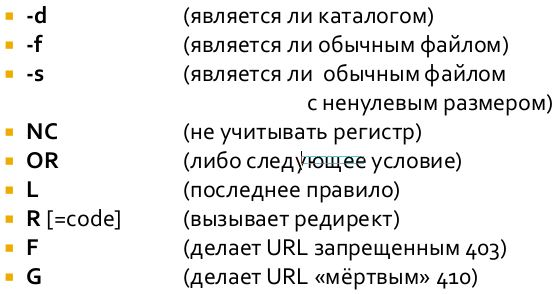 -d (является ли каталогом)
-f (является ли обычным файлом)
-s (является ли обычным файлом
с ненулевым размером)
NC (не учитывать регистр)
OR (либо следующее условие)
L (последнее правило)
R [=code] (вызывает редирект)
F (делает URL запрещенным 403)
G (делает URL «мёртвым» 410)